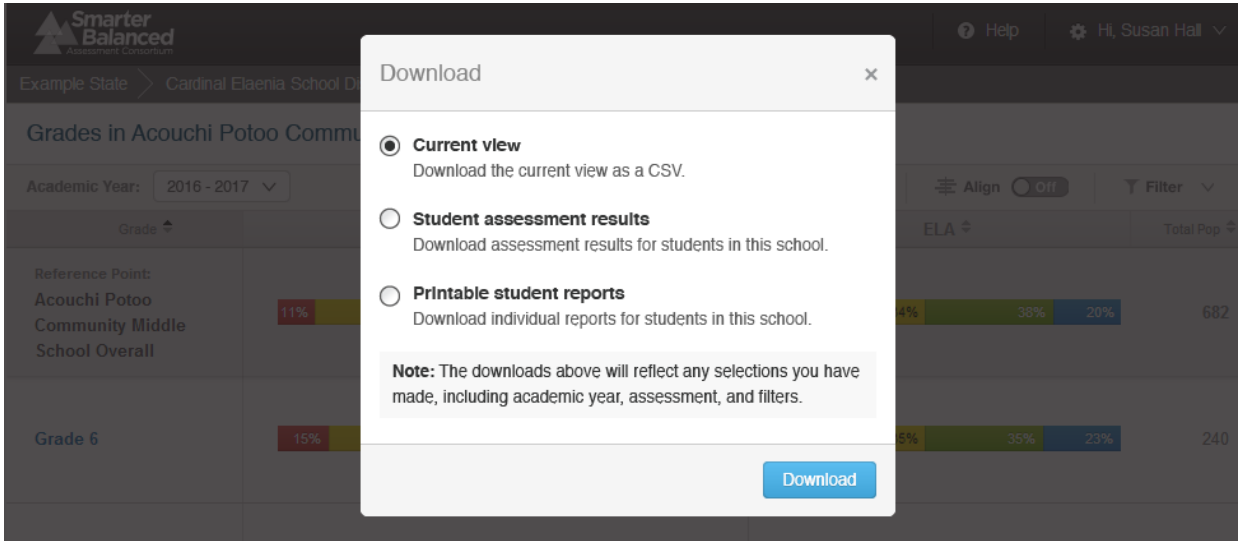 Smarter
Balanced
Assessment Consortium
Help
Hi, Susan Hall
Example State
Cardinal Elaenia School Di
Grades in Acouchi Potoo Commu
Academic Year: 2016 - 2017
Align Off
Filter
Grade
ELA
Total Pop
Reference Point:
Acouchi Potoo
Community Middle
School Overall
11%
4%
38%
20%
682
Grade 6
15%
5%
35%
23%
240
Download
×
Current view
Download the current view as a CSV.
Student assessment results
Download assessment results for students in this school.
Printable student reports
Download individual reports for students in this school.
Note: The downloads above will reflect any selections you have
made, including academic year, assessment, and filters.
Download